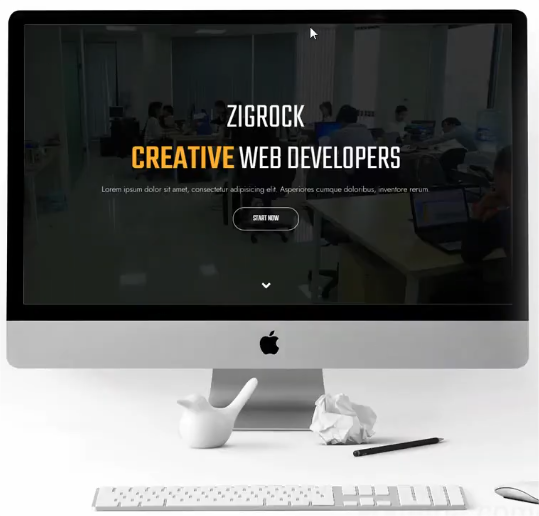 ZIGROCK
CREATIVE WEB DEVELOPERS
Lorem ipsum dolor sit amet, consectetur adipisicing elit. Asperiores cumque doloribus, inventore rerum.
START NOW